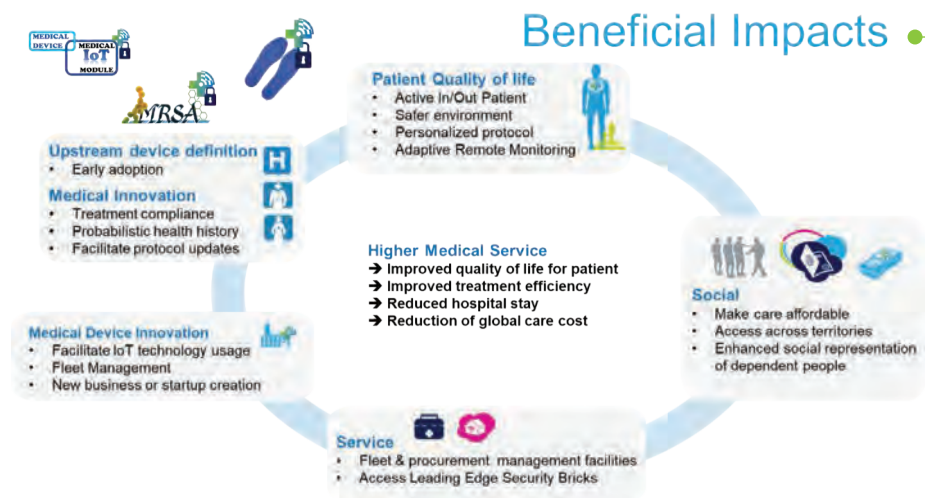 Beneficial Impacts
MEDICAL
DEVICE
MEDICAL
IoT
MODULE
MRSA
Patient Quality of life
• Active In/Out Patient
• Safer environment
• Personalized protocol
• Adaptive Remote Monitoring
Upstream device definition
• Early adoption
H
Medical Innovation
• Treatment compliance
• Probabilistic health history
• Facilitate protocol updates
Higher Medical Service
➔ Improved quality of life for patient
➔ Improved treatment efficiency
➔ Reduced hospital stay
➔ Reduction of global care cost
Social
• Make care affordable
• Access across territories
• Enhanced social representation
of dependent people
Medical Device Innovation
• Facilitate IoT technology usage
• Fleet Management
• New business or startup creation
Service
• Fleet & procurement management facilities
• Access Leading Edge Security Bricks